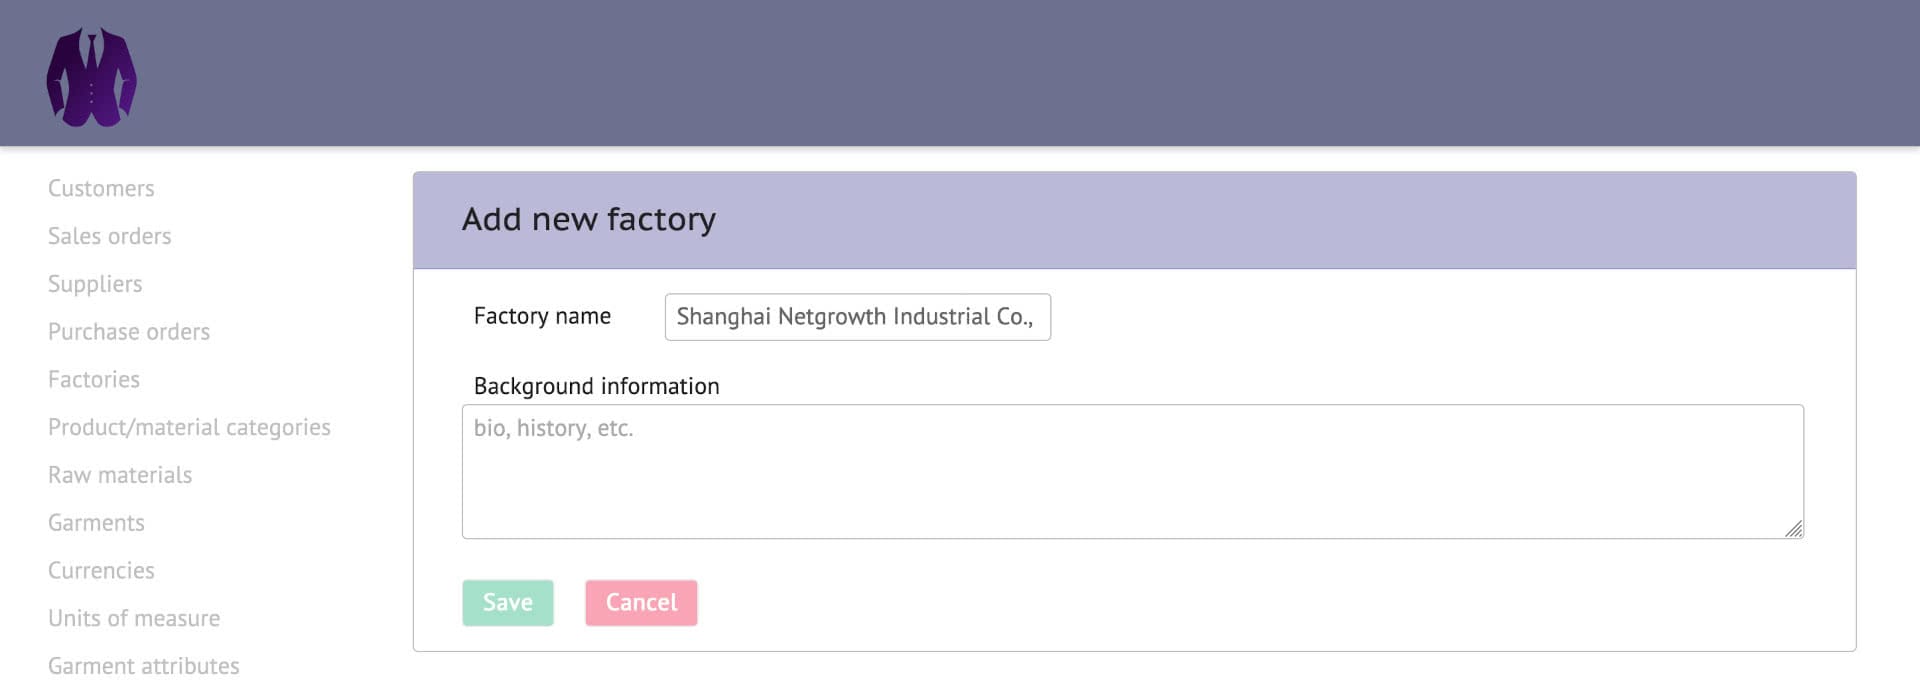 Customers
Sales orders
Suppliers
Purchase orders
Factories
Product/material categories
Raw materials
Garments
Currencies
Units of measure
Garment attributes
Add new factory
Factory name
Shanghai Netgrowth Industrial Co.,
Background information
bio, history, etc.
Save
Cancel